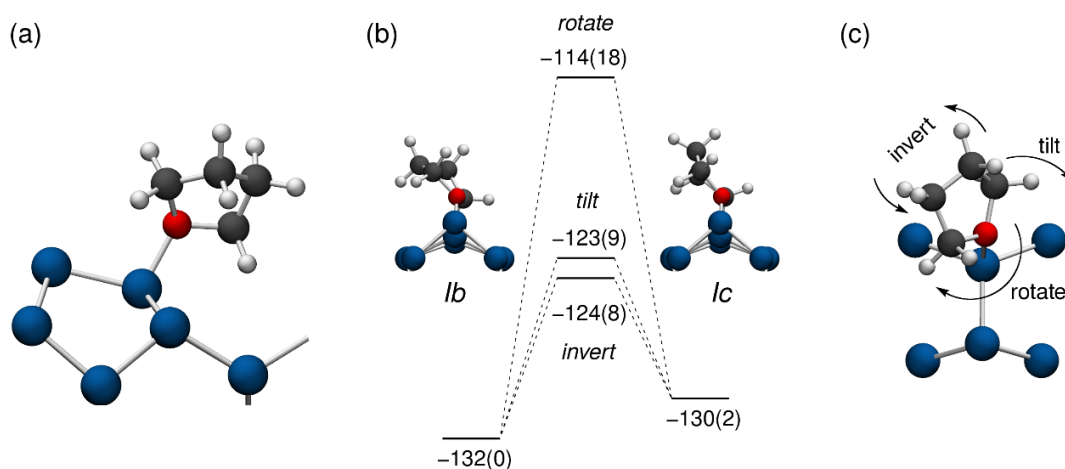 (a)
(b)
rotate
−114(18)
tilt
−123(9)
−124(8)
invert
Ib
Ic
−132(0)
−130(2)
(c)
invert
tilt
rotate